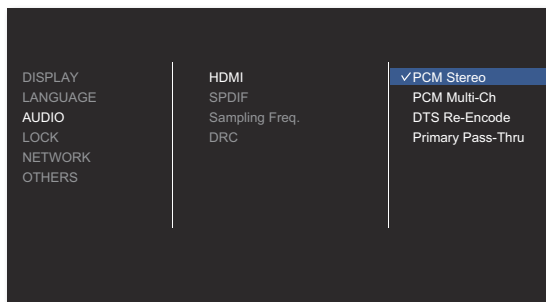 DISPLAY
LANGUAGE
AUDIO
LOCK
NETWORK
OTHERS
HDMI
SPDIF
Sampling Freq.
DRC
✓PCM Stereo
PCM Multi-Ch
DTS Re-Encode
Primary Pass-Thru